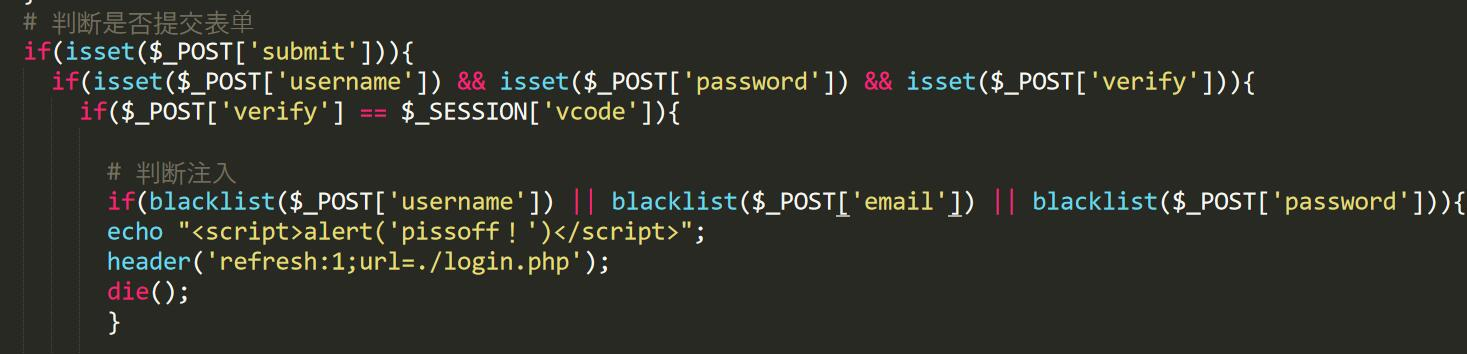 }
# 判断是否提交表单
if(isset($_POST['submit'])){
if(isset($_POST['username']) && isset($_POST['password']) && isset($_POST['verify'])){
if($_POST['verify'] == $_SESSION['vcode']){
# 判断注入
if(blacklist($_POST['username']) || blacklist($_POST['email']) || blacklist($_POST['password'])){
echo "<script>alert('pissoff！')</script>";
header('refresh:1;url=./login.php');
die();
}